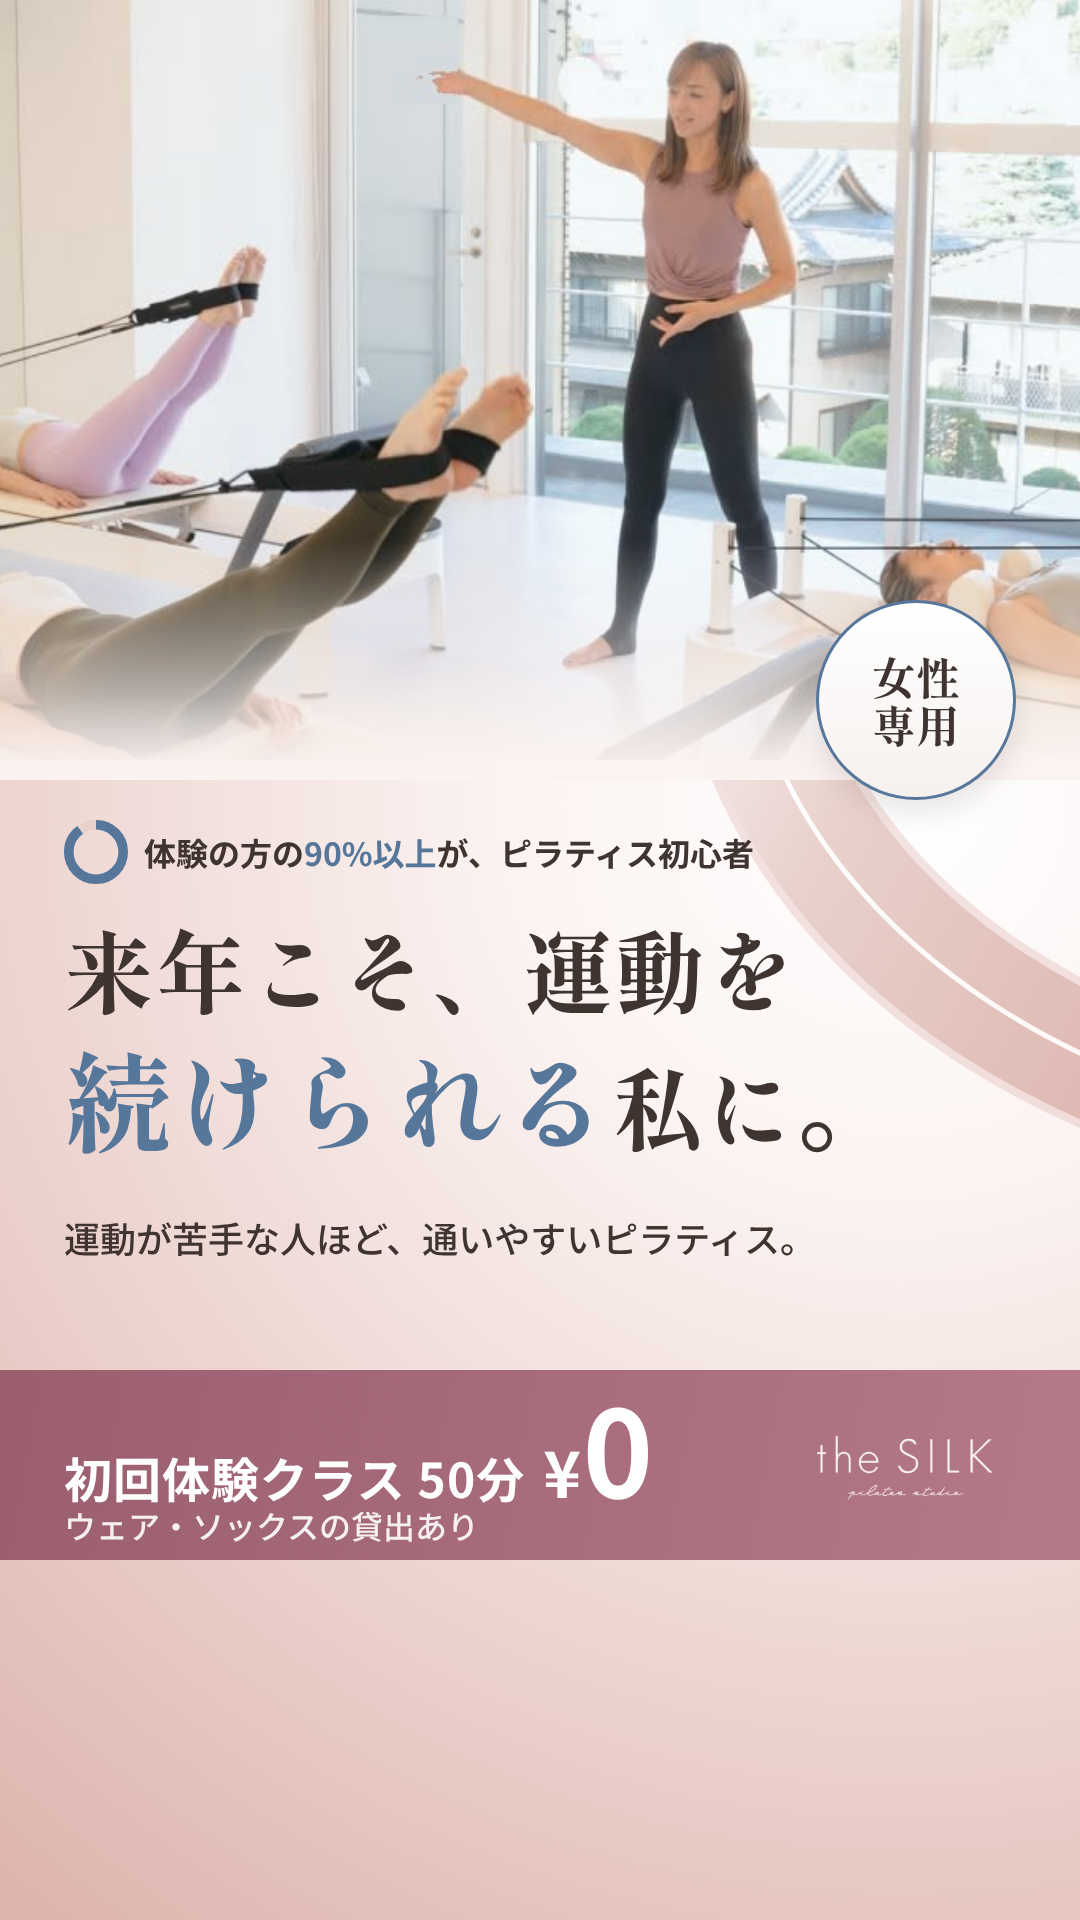 女性
専用
体験の方の90%以上が、ピラティス初心者
来年こそ、運動を
続けられる私に。
運動が苦手な人ほど、通いやすいピラティス。
初回体験クラス 50分 ¥0
ウェア・ソックスの貸出あり
the SILK
pilates studio